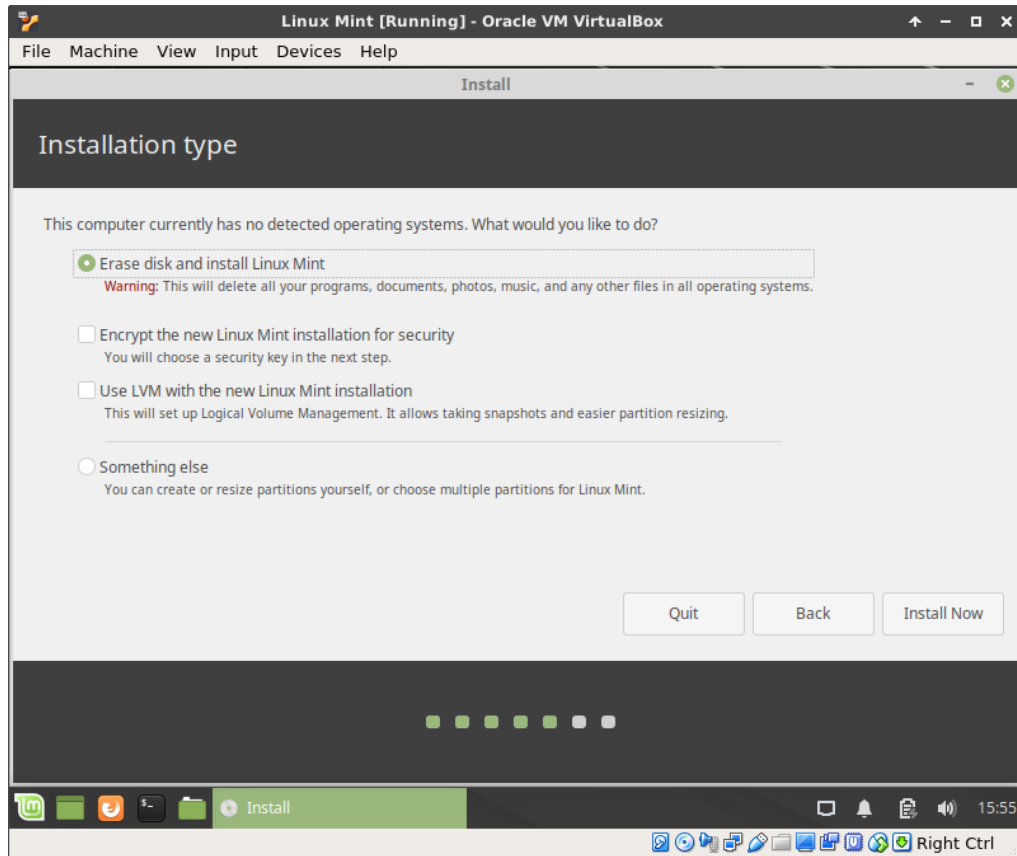 Linux Mint [Running] - Oracle VM VirtualBox
File Machine View Input Devices Help
Install
Installation type
This computer currently has no detected operating systems. What would you like to do?
Erase disk and install Linux Mint
Warning: This will delete all your programs, documents, photos, music, and any other files in all operating systems.
Encrypt the new Linux Mint installation for security
You will choose a security key in the next step.
Use LVM with the new Linux Mint installation
This will set up Logical Volume Management. It allows taking snapshots and easier partition resizing.
Something else
You can create or resize partitions yourself, or choose multiple partitions for Linux Mint.
Quit Back Install Now
$_ Install 15:55
Right Ctrl